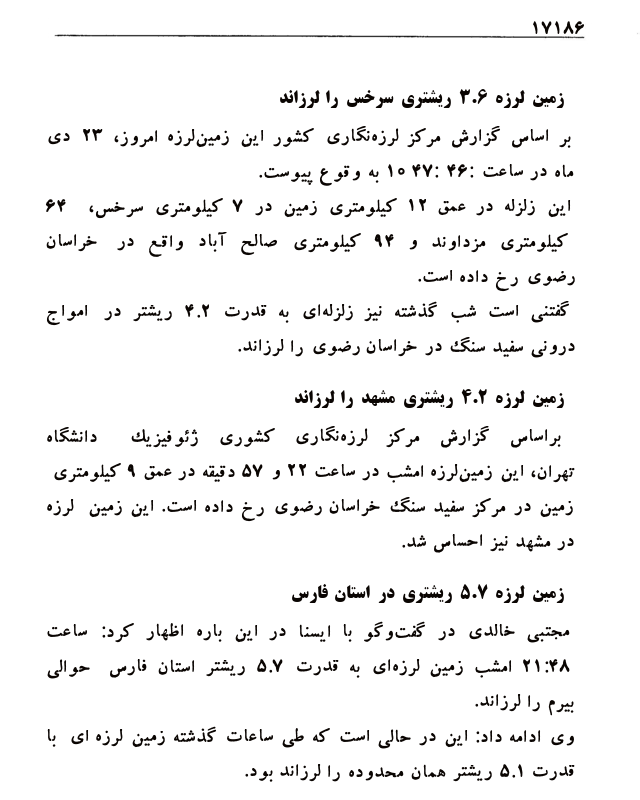 ۱۷۱۸۶
زمین لرزه ۳.۶ ریشتری سرخس را لرزاند
بر اساس گزارش مرکز لرزه‌نگاری کشور این زمین‌لرزه امروز، ۲۳ دی
ماه در ساعت :۴۶: ۴۷ ۱۰ به وقوع پیوست.
این زلزله در عمق ۱۲ کیلومتری زمین در ۷ کیلومتری سرخس، ۶۴
کیلومتری مزداوند و ۹۴ کیلومتری صالح آباد واقع در خراسان
رضوی رخ داده است.
گفتنی است شب گذشته نیز زلزله‌ای به قدرت ۴.۲ ریشتر در امواج
درونی سفید سنگ در خراسان رضوی را لرزاند.
زمین لرزه ۴.۲ ریشتری مشهد را لرزاند
براساس گزارش مرکز لرزه‌نگاری کشوری ژئوفیزیک دانشگاه
تهران، این زمین‌لرزه امشب در ساعت ۲۲ و ۵۷ دقیقه در عمق ۹ کیلومتری
زمین در مرکز سفید سنگ خراسان رضوی رخ داده است. این زمین لرزه
در مشهد نیز احساس شد.
زمین لرزه ۵.۷ ریشتری در استان فارس
مجتبی خالدی در گفت‌وگو با ایسنا در این باره اظهار کرد: ساعت
۲۱:۴۸ امشب زمین لرزه‌ای به قدرت ۵.۷ ریشتر استان فارس حوالی
بیرم را لرزاند.
وی ادامه داد: این در حالی است که طی ساعات گذشته زمین لرزه ای با
قدرت ۵.۱ ریشتر همان محدوده را لرزاند بود.